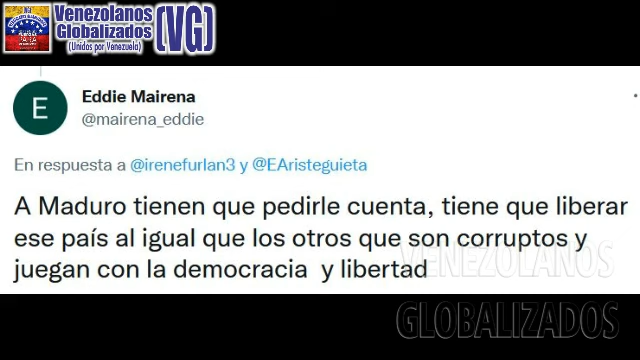 Venezolanos
Globalizados
(Unidos por Venezuela)
(VG)
E
Eddie Mairena
@mairena_eddie
En respuesta a @irenefurlan3 y @EAristeguieta
A Maduro tienen que pedirle cuenta, tiene que liberar
ese país al igual que los otros que son corruptos y
juegan con la democracia y libertad
VENEZOLANOS
GLOBALIZADOS